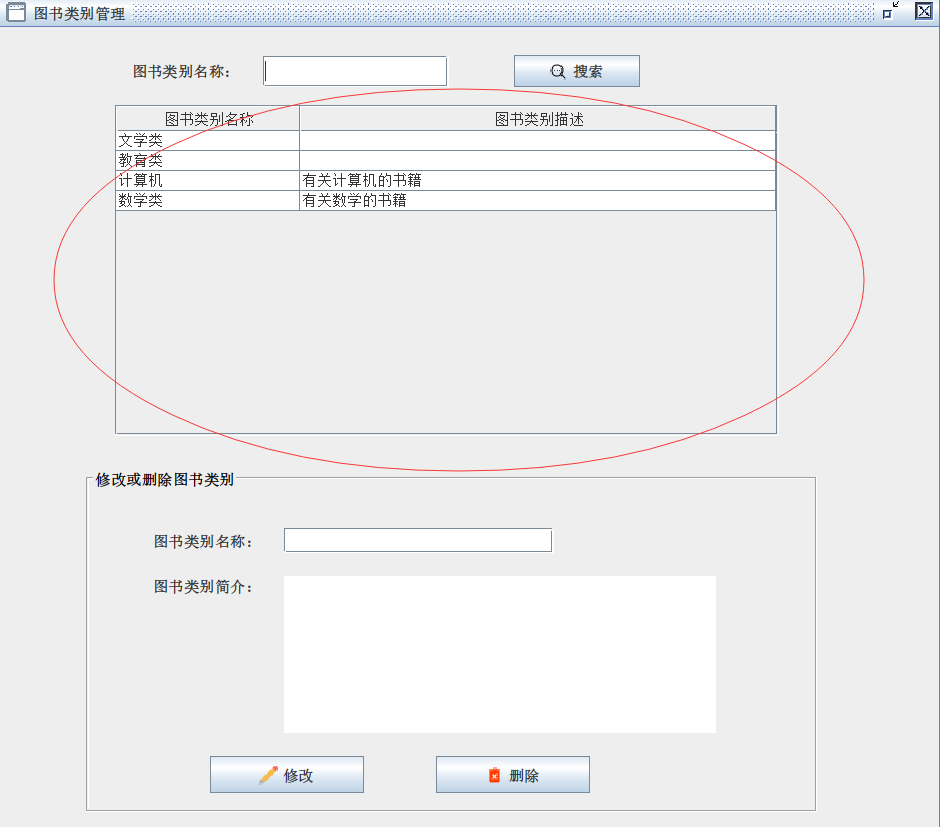 图书类别管理
图书类别名称： 搜索
图书类别名称 图书类别描述
文学类
教育类
计算机 有关计算机的书籍
数学类 有关数学的书籍
修改或删除图书类别
图书类别名称：
图书类别简介：
修改 删除